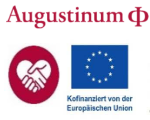 Augustinum Φ
Kofinanziert von der
Europäischen Union